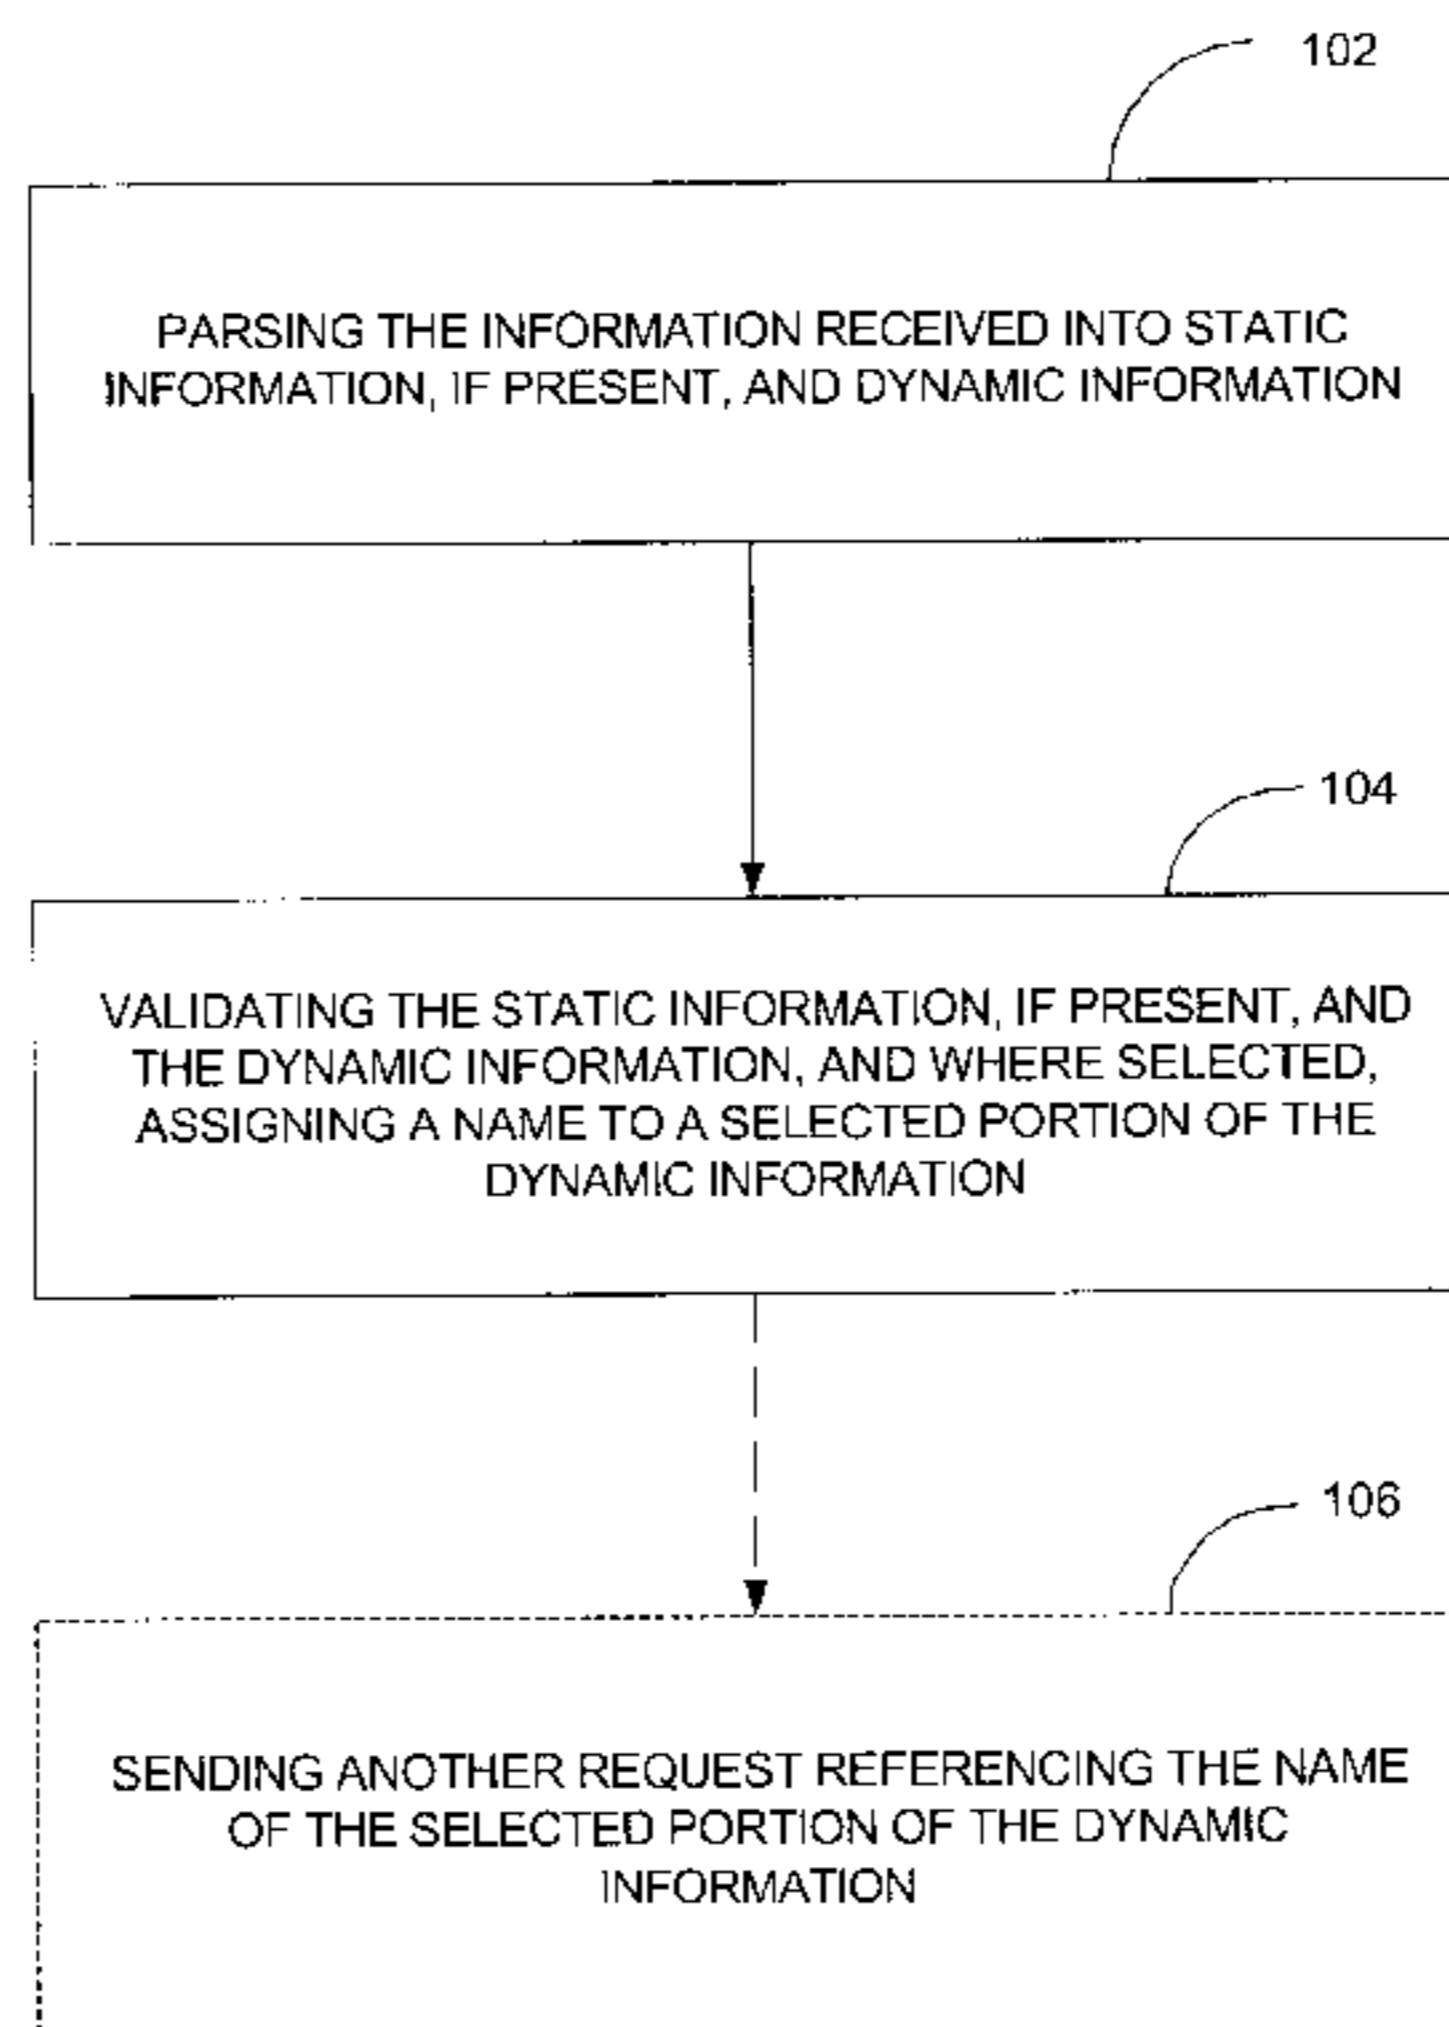 102
PARSING THE INFORMATION RECEIVED INTO STATIC
INFORMATION, IF PRESENT, AND DYNAMIC INFORMATION
104
VALIDATING THE STATIC INFORMATION, IF PRESENT, AND
THE DYNAMIC INFORMATION, AND WHERE SELECTED,
ASSIGNING A NAME TO A SELECTED PORTION OF THE
DYNAMIC INFORMATION
106
SENDING ANOTHER REQUEST REFERENCING THE NAME
OF THE SELECTED PORTION OF THE DYNAMIC
INFORMATION